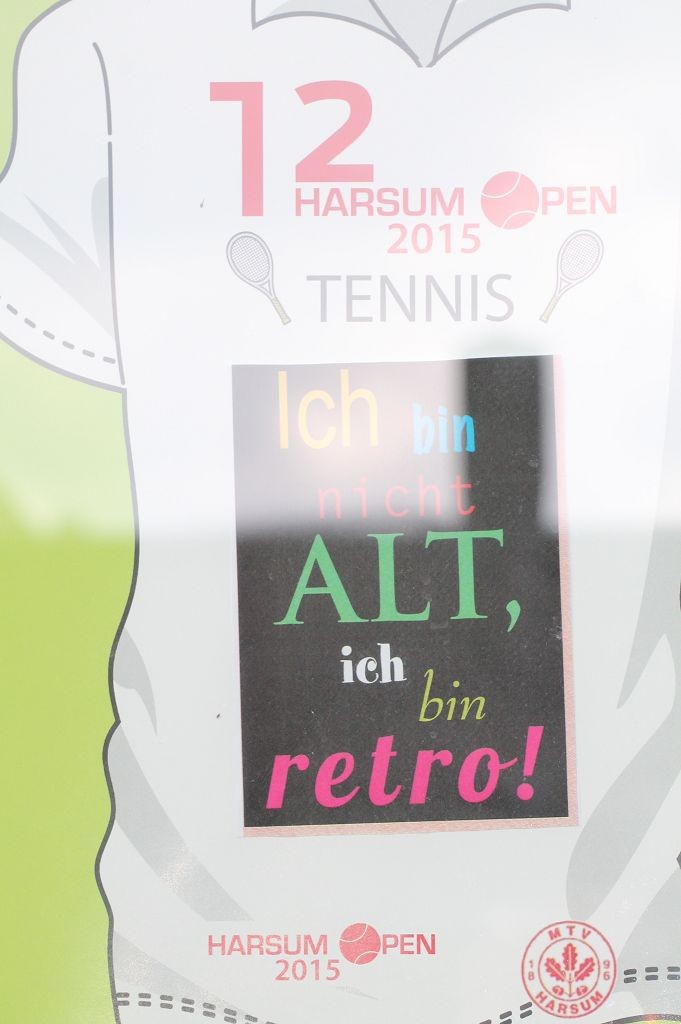 12
HARSUM OPEN
2015
TENNIS
Ich bin
nicht
ALT,
ich
bin
retro!
HARSUM OPEN
2015
MTV
18 96
HARSUM